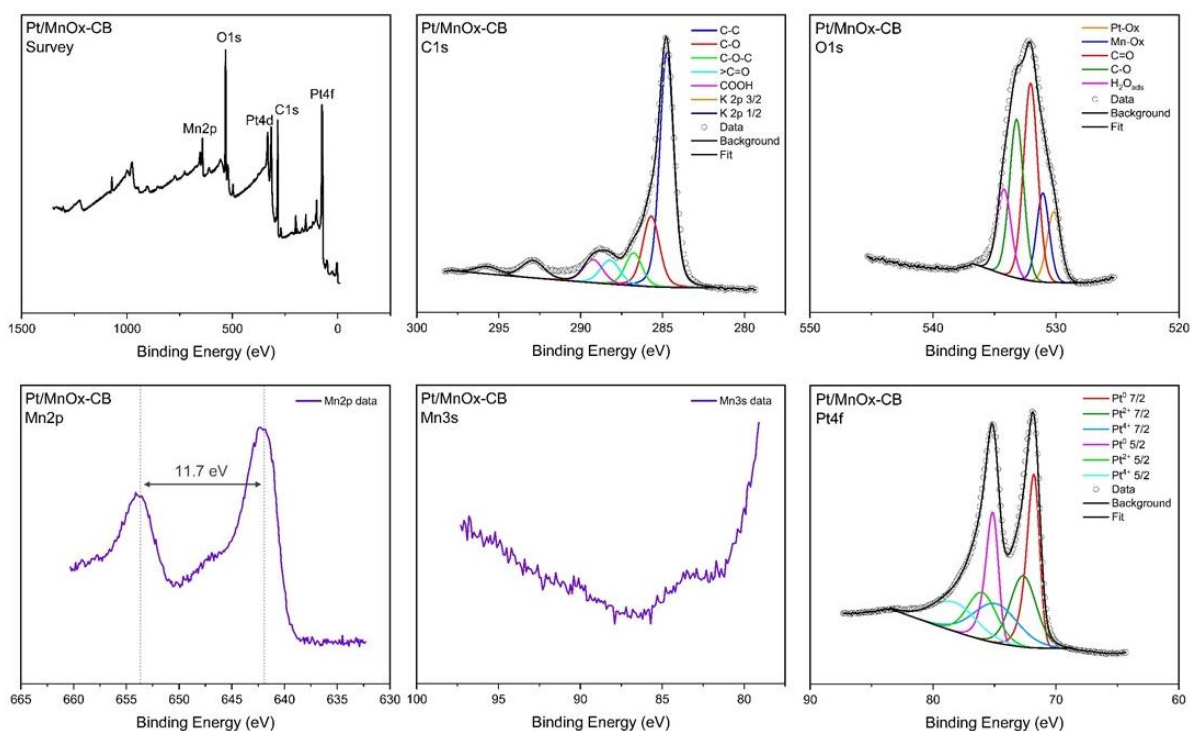 Pt/MnOx-CB
Survey
O1s
Mn2p
Pt4d
C1s
Pt4f
1500
1000
500
0
Binding Energy (eV)
Pt/MnOx-CB
C1s
C-C
C-O
C-O-C
>C=O
COOH
K 2p 3/2
K 2p 1/2
Data
Background
Fit
300
295
290
285
280
Binding Energy (eV)
Pt/MnOx-CB
O1s
Pt-Ox
Mn-Ox
C=O
C-O
H₂Oads
Data
Background
Fit
550
540
530
520
Binding Energy (eV)
Pt/MnOx-CB
Mn2p
Mn2p data
11.7 eV
665
660
655
650
645
640
635
630
Binding Energy (eV)
Pt/MnOx-CB
Mn3s
Mn3s data
100
95
90
85
80
Binding Energy (eV)
Pt/MnOx-CB
Pt4f
Pt⁰ 7/2
Pt²⁺ 7/2
Pt⁴⁺ 7/2
Pt⁰ 5/2
Pt²⁺ 5/2
Pt⁴⁺ 5/2
Data
Background
Fit
90
80
70
60
Binding Energy (eV)